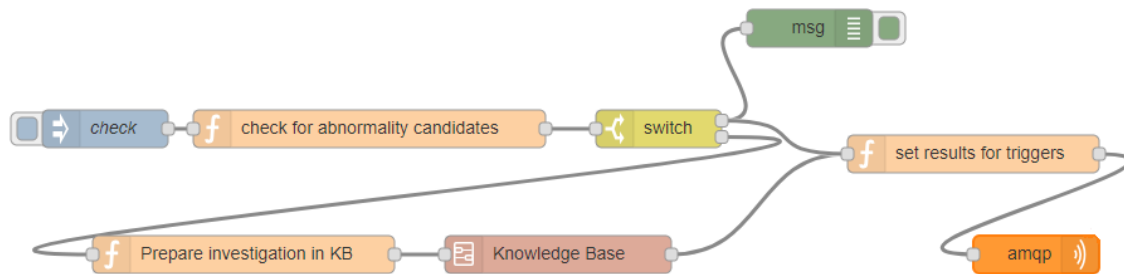 msg
check
check for abnormality candidates
switch
set results for triggers
Prepare investigation in KB
Knowledge Base
amqp